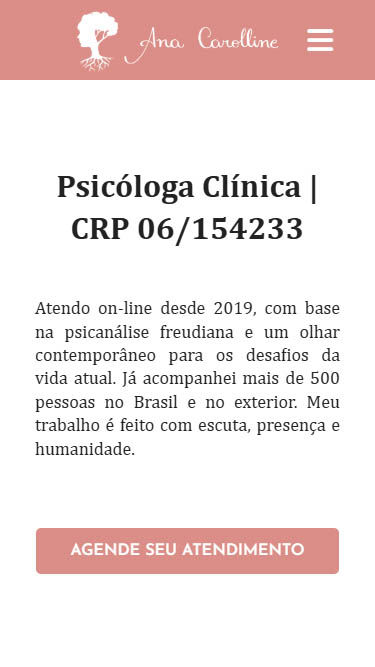 Ana Carolline
Psicóloga Clínica |
CRP 06/154233
Atendo on-line desde 2019, com base
na psicanálise freudiana e um olhar
contemporâneo para os desafios da
vida atual. Já acompanhei mais de 500
pessoas no Brasil e no exterior. Meu
trabalho é feito com escuta, presença e
humanidade.
AGENDE SEU ATENDIMENTO